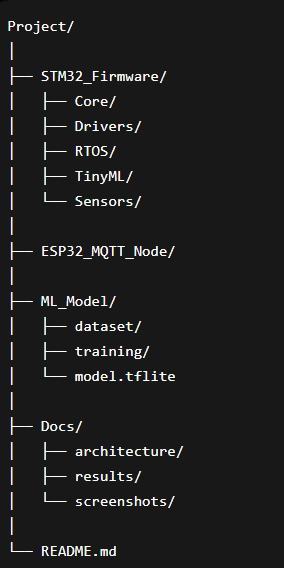 Project/
│
├── STM32_Firmware/
│   ├── Core/
│   ├── Drivers/
│   ├── RTOS/
│   ├── TinyML/
│   └── Sensors/
│
├── ESP32_MQTT_Node/
│
├── ML_Model/
│   ├── dataset/
│   ├── training/
│   └── model.tflite
│
├── Docs/
│   ├── architecture/
│   ├── results/
│   └── screenshots/
│
└── README.md